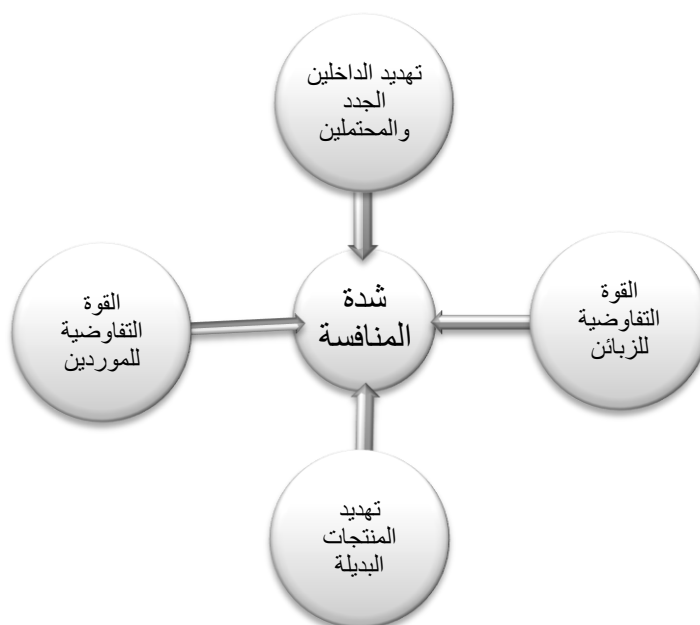 تهديد الداخلين
الجدد
والمحتملين
القوة
التفاوضية
للزبائن
شدة
المنافسة
القوة
التفاوضية
للموردين
تهديد
المنتجات
البديلة